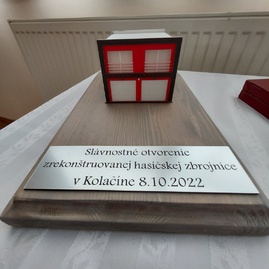 Slávnostné otvorenie
zrekonštruovanej hasičskej zbrojnice
v Kolačíne 8.10.2022